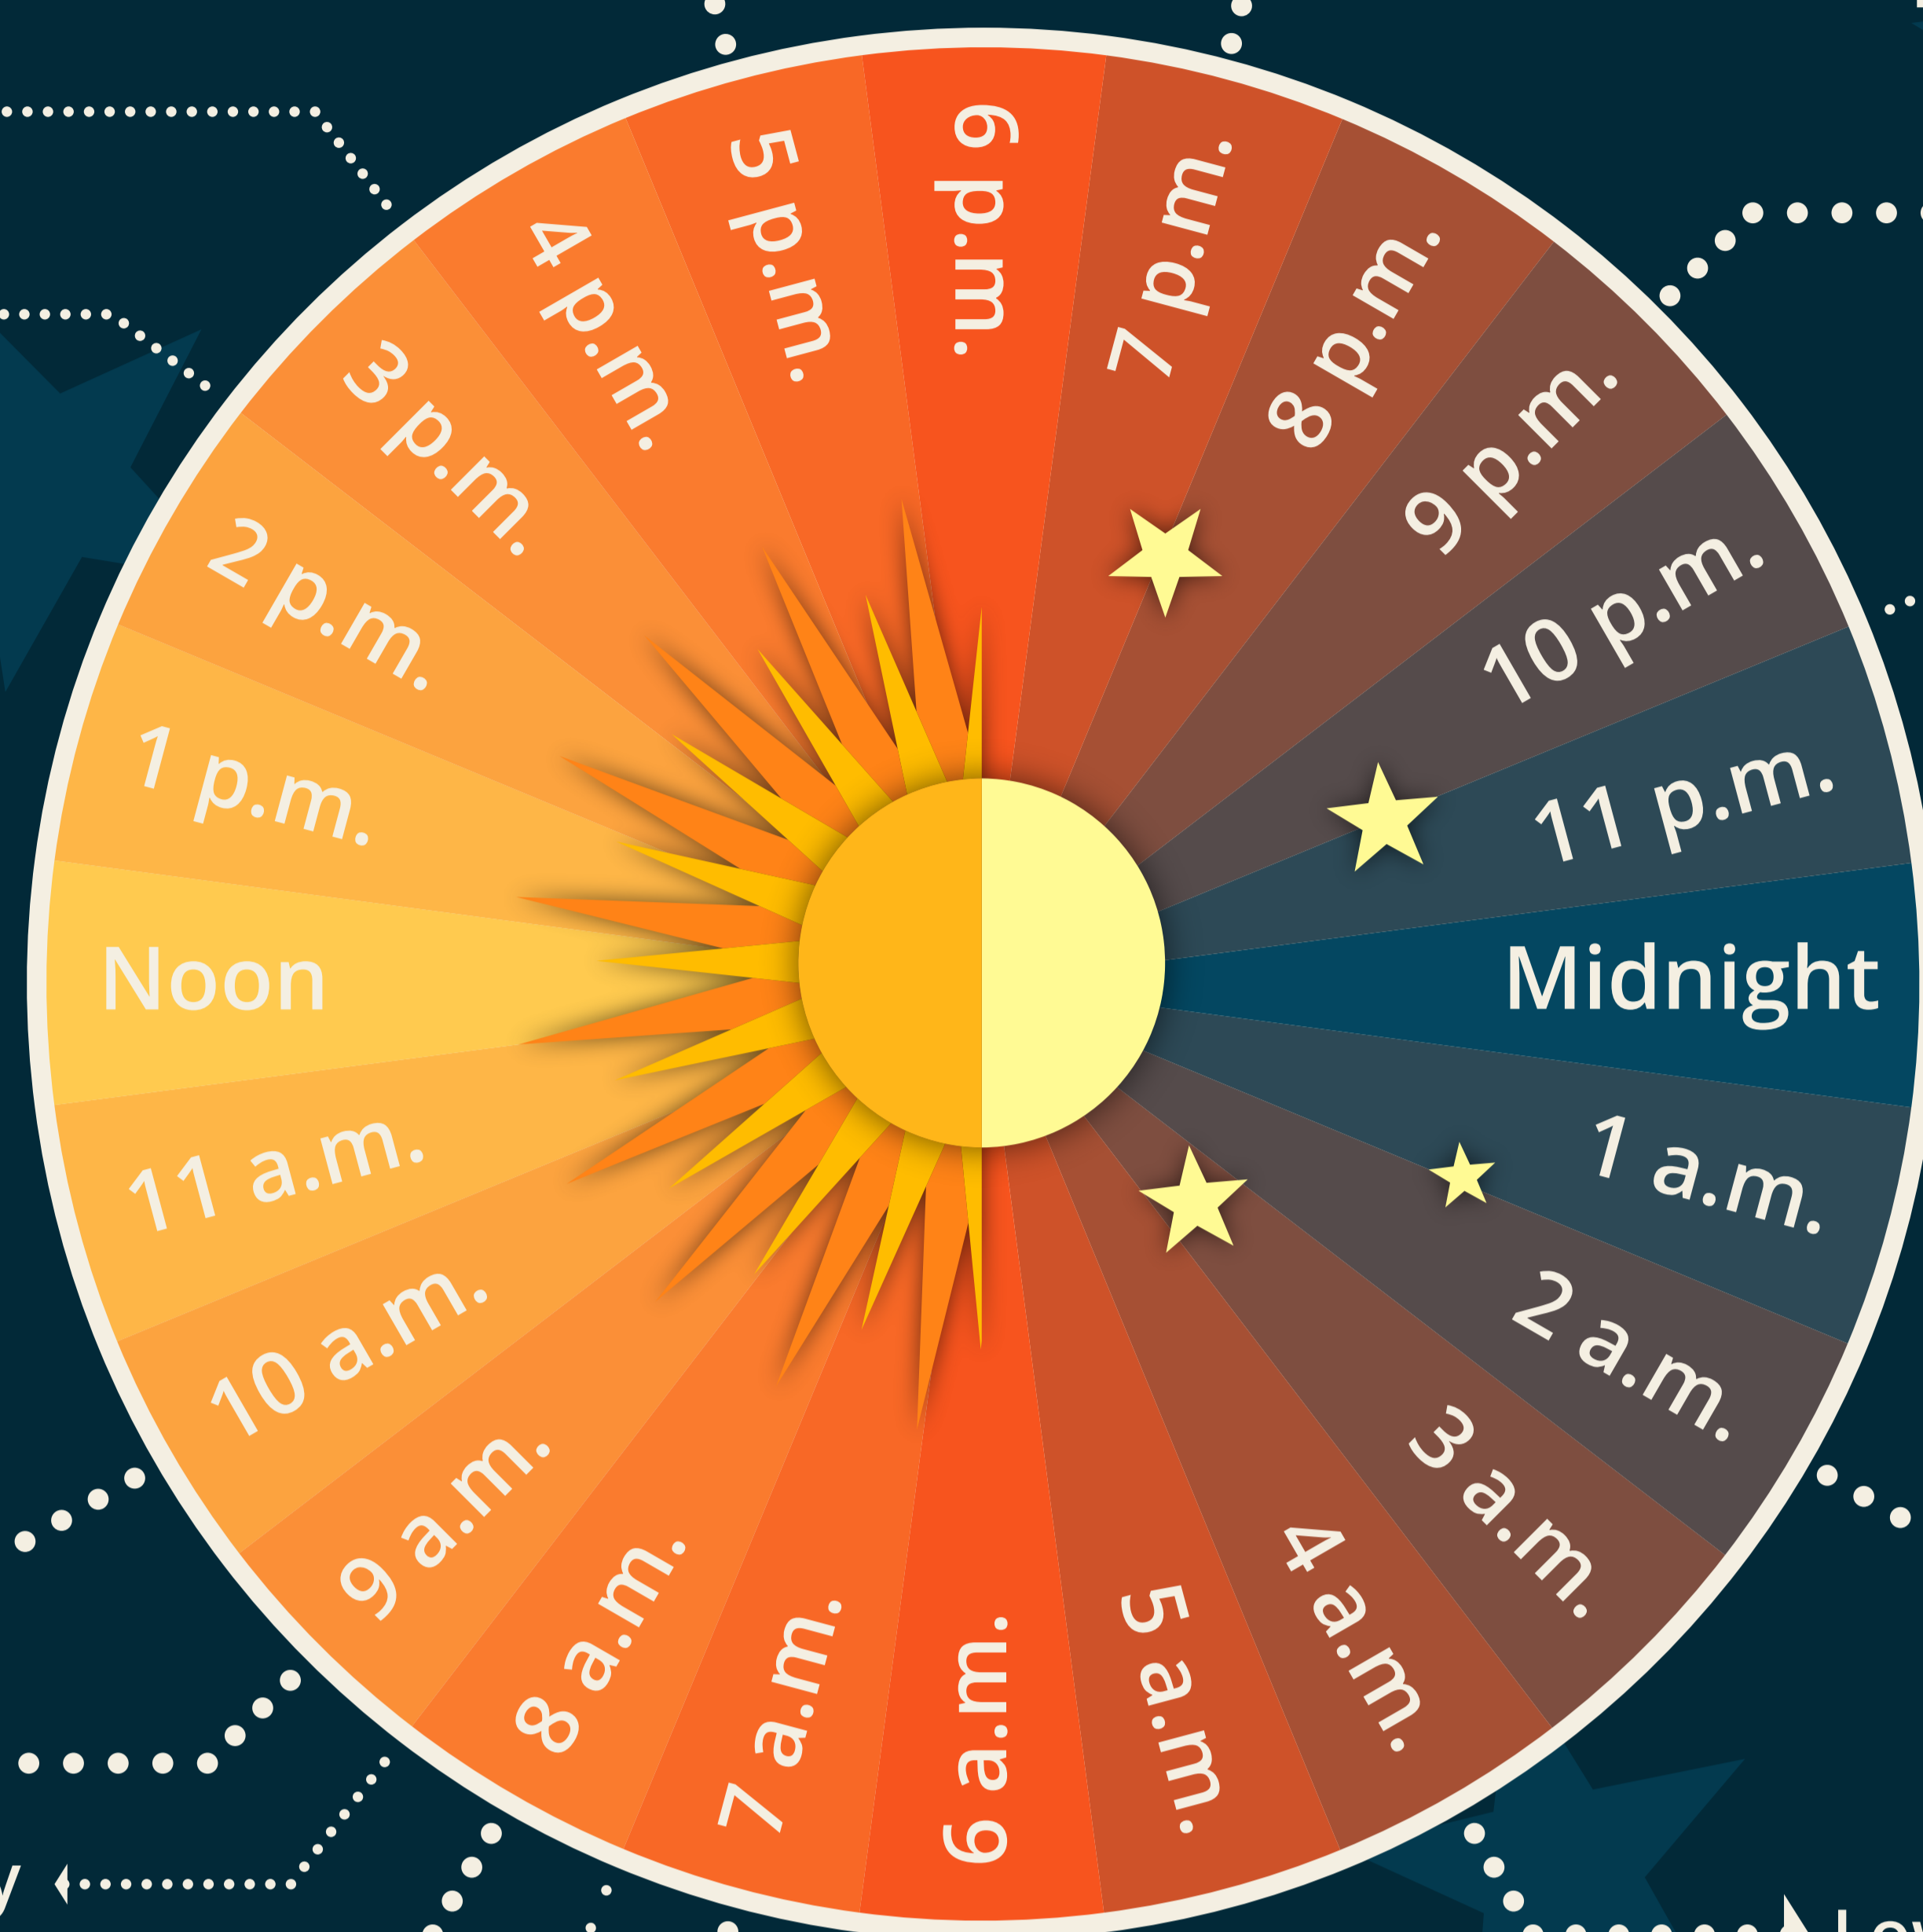 6 p.m.
7 p.m.
8 p.m.
9 p.m.
10 p.m.
11 p.m.
Midnight
1 a.m.
2 a.m.
3 a.m.
4 a.m.
5 a.m.
6 a.m.
7 a.m.
8 a.m.
9 a.m.
10 a.m.
11 a.m.
Noon
1 p.m.
2 p.m.
3 p.m.
4 p.m.
5 p.m.